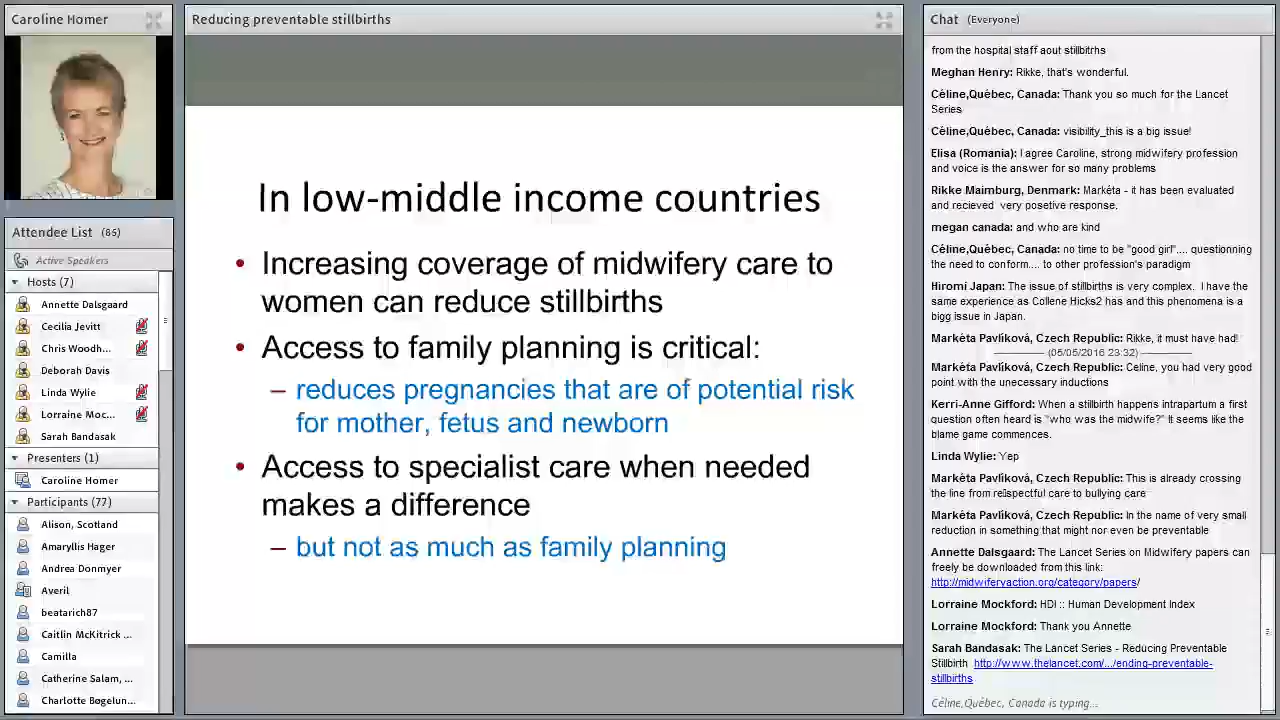 Caroline Homer
Attendee List (85)
Active Speakers
Hosts (7)
Annette Dalsgaard
Cecilia Jevitt
Chris Woodh...
Deborah Davis
Linda Wylie
Lorraine Moc...
Sarah Bandasak
Presenters (1)
Caroline Homer
Participants (77)
Alison, Scotland
Amaryllis Hager
Andrea Donmyer
Averil
beatarich87
Caitlin McKitrick ...
Camilla
Catherine Salam, ...
Charlotte Bøgelun...
Reducing preventable stillbirths
In low-middle income countries
• Increasing coverage of midwifery care to
women can reduce stillbirths
• Access to family planning is critical:
– reduces pregnancies that are of potential risk
for mother, fetus and newborn
• Access to specialist care when needed
makes a difference
– but not as much as family planning
Chat (Everyone)
from the hospital staff aout stillbitrhs
Meghan Henry: Rikke, that's wonderful.
Céline,Québec, Canada: Thank you so much for the Lancet
Series
Céline,Québec, Canada: visibility_this is a big issue!
Elisa (Romania): I agree Caroline, strong midwifery profession
and voice is the answer for so many problems
Rikke Maimburg, Denmark: Markéta - it has been evaluated
and recieved very posetive response.
megan canada: and who are kind
Céline,Québec, Canada: no time to be "good girl".... questionning
the need to conform.... to other profession's paradigm
Hiromi Japan: The issue of stillbirths is very complex. I have the
same experience as Collene Hicks2 has and this phenomena is a
bigg issue in Japan.
Markéta Pavlíková, Czech Republic: Rikke, it must have had!
(05/05/2016 23:32)
Markéta Pavlíková, Czech Republic: Celine, you had very good
point with the unecessary inductions
Kerri-Anne Gifford: When a stillbirth happens intrapartum a first
question often heard is "who was the midwife?" It seems like the
blame game commences.
Linda Wylie: Yep
Markéta Pavlíková, Czech Republic: This is already crossing
the line from respectful care to bullying care
Markéta Pavlíková, Czech Republic: In the name of very small
reduction in something that might nor even be preventable
Annette Dalsgaard: The Lancet Series on Midwifery papers can
freely be downloaded from this link:
http://midwiferyaction.org/category/papers/
Lorraine Mockford: HDI :: Human Development Index
Lorraine Mockford: Thank you Annette
Sarah Bandasak: The Lancet Series - Reducing Preventable
Stillbirth http://www.thelancet.com/.../ending-preventable-
stillbirths
Céline,Québec, Canada is typing...